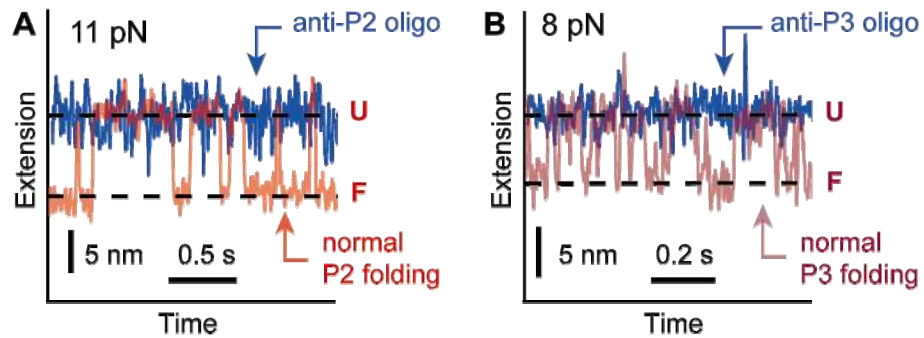 A
11 pN
anti-P2 oligo
U
F
Extension
5 nm
0.5 s
normal
P2 folding
Time
B
8 pN
anti-P3 oligo
U
F
Extension
5 nm
0.2 s
normal
P3 folding
Time